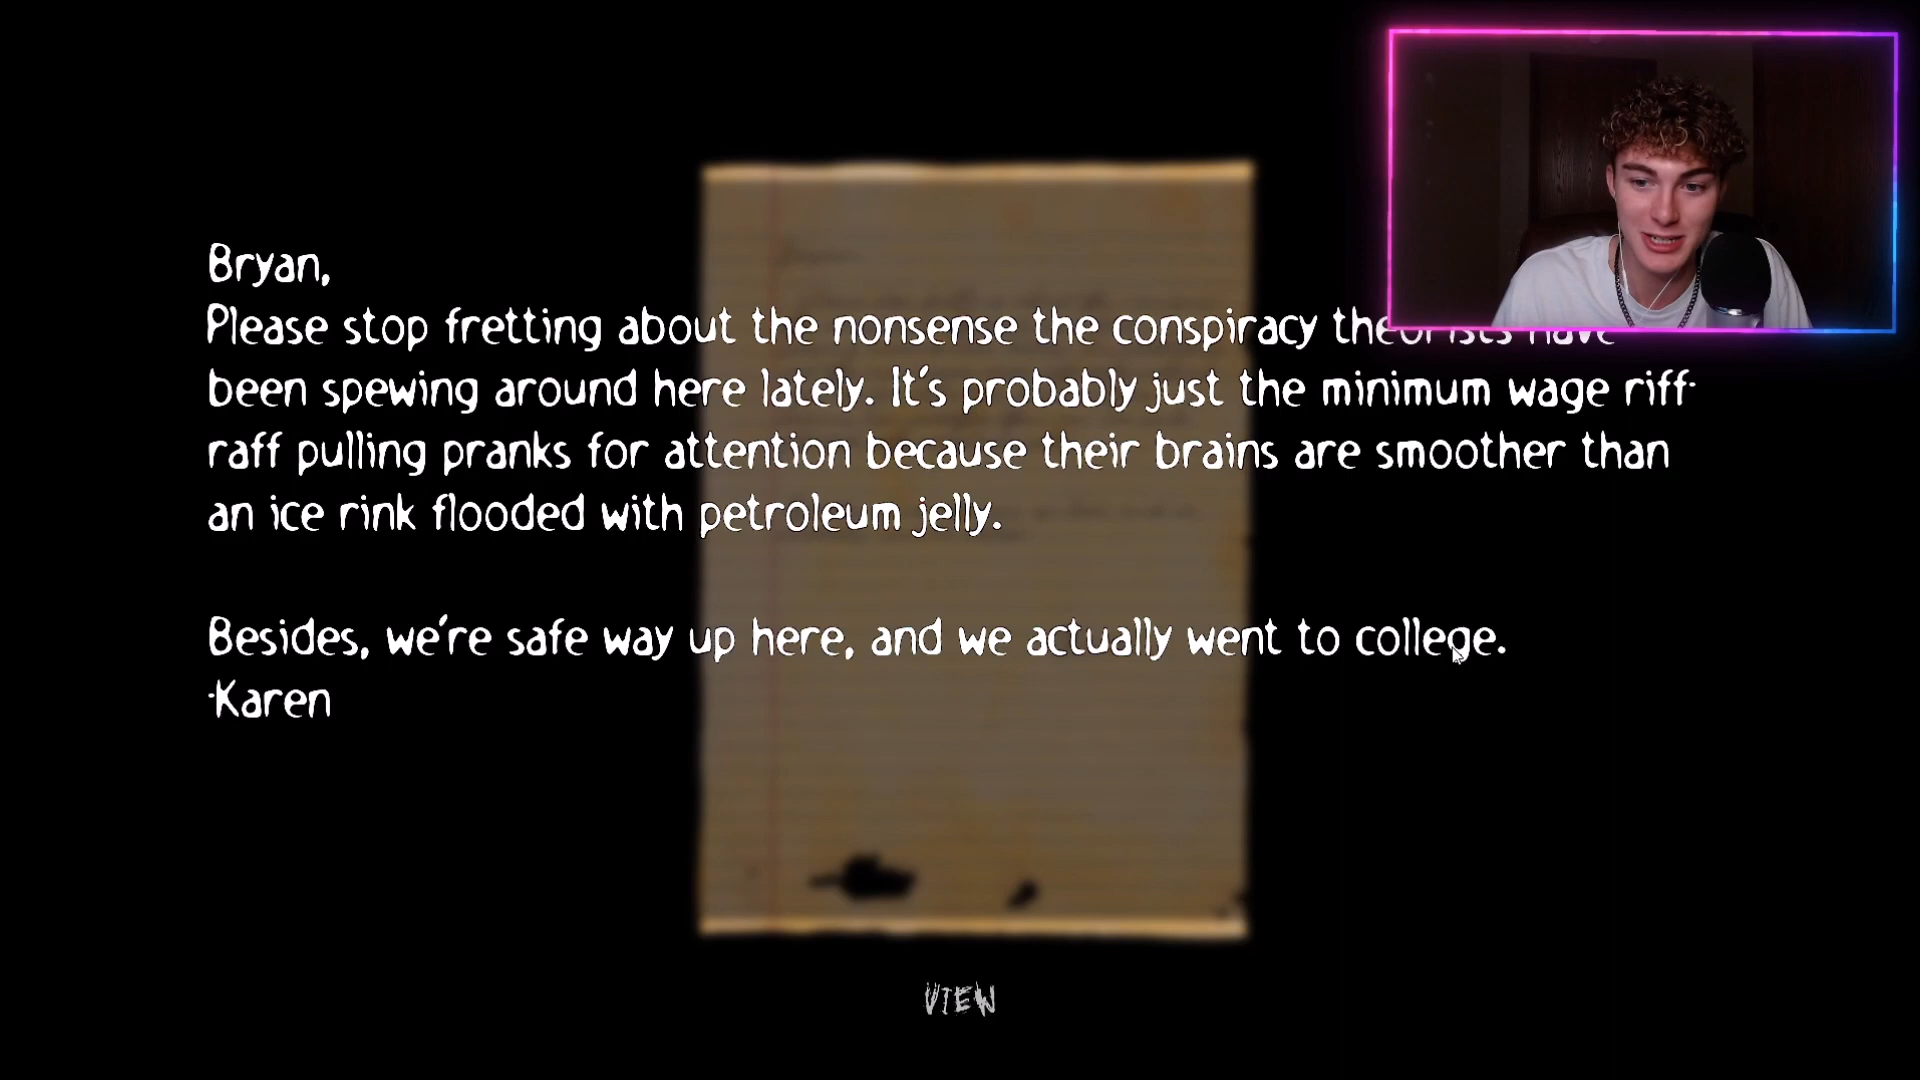 Bryan,
Please stop fretting about the nonsense the conspiracy theorists have
been spewing around here lately. It's probably just the minimum wage riff-
raff pulling pranks for attention because their brains are smoother than
an ice rink flooded with petroleum jelly.
Besides, we're safe way up here, and we actually went to college.
-Karen
VIEW